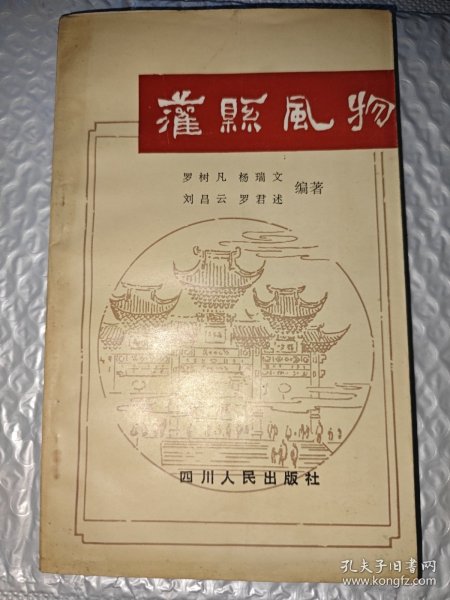 灌縣風物
罗树凡 杨瑞文
刘昌云 罗君述 编著
四川人民出版社
孔夫子旧书网
www.kongfz.com